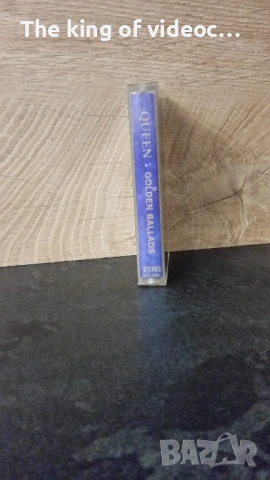 The king of videoc...
QUEEN • GOLDEN BALLADS
STEREO
BAZAR